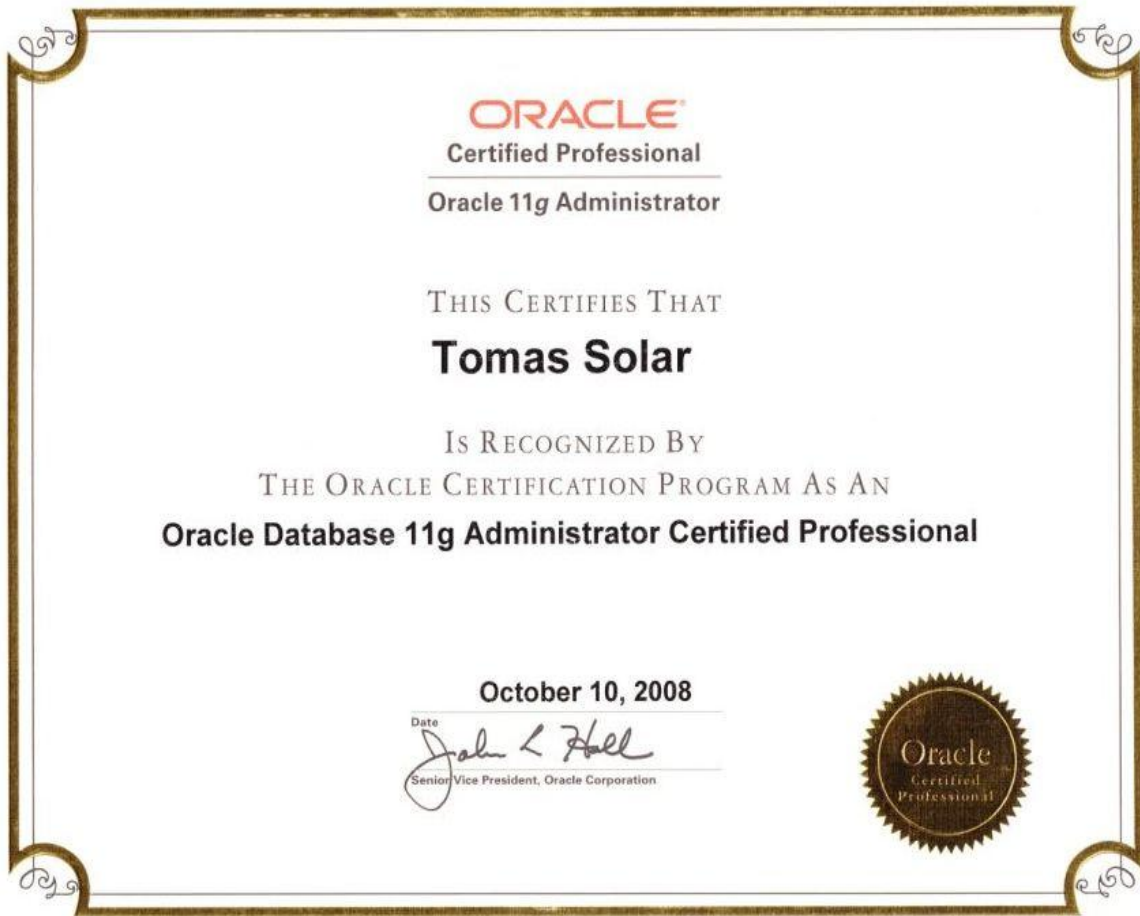 ORACLE®
Certified Professional
Oracle 11g Administrator
THIS CERTIFIES THAT
Tomas Solar
IS RECOGNIZED BY
THE ORACLE CERTIFICATION PROGRAM AS AN
Oracle Database 11g Administrator Certified Professional
October 10, 2008
Date
John L Hall
Senior Vice President, Oracle Corporation
Oracle
Certified
Professional